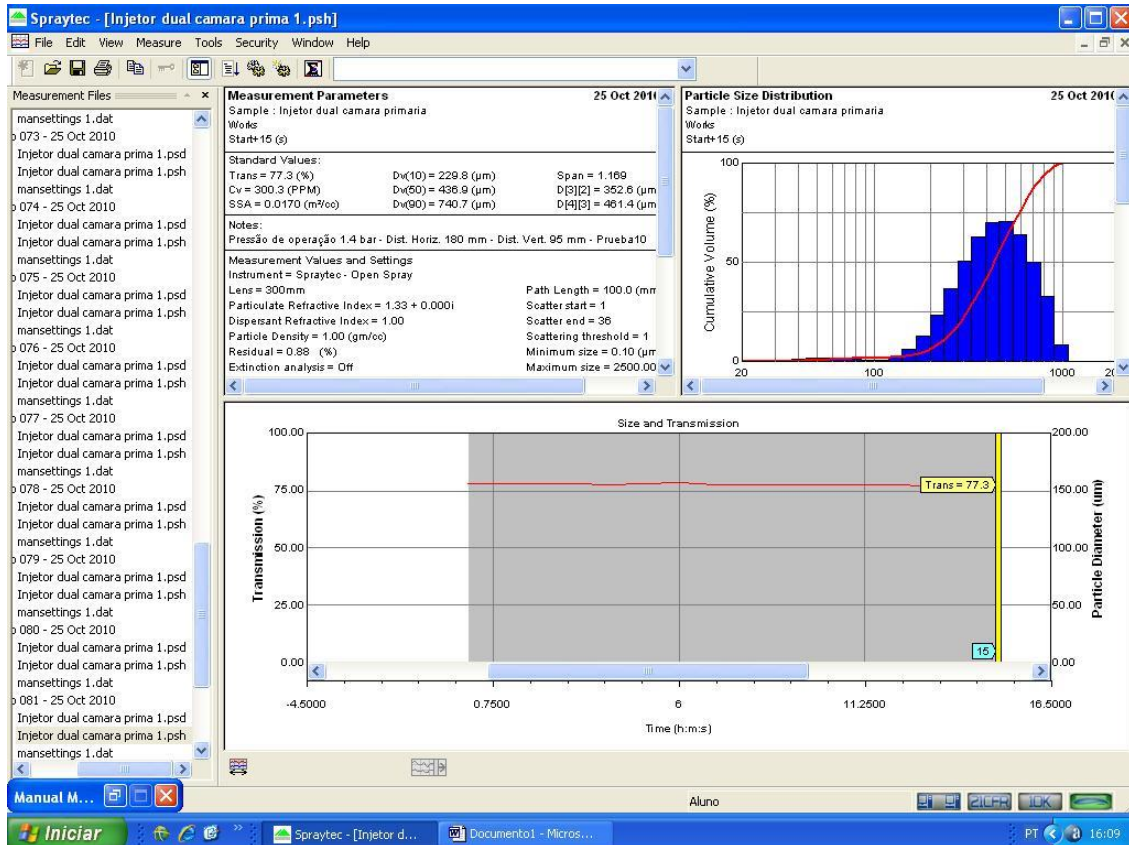 Spraytec - [Injetor dual camara prima 1.psh]
File Edit View Measure Tools Security Window Help
Measurement Files
mansettings 1.dat
073 - 25 Oct 2010
Injetor dual camara prima 1.psd
Injetor dual camara prima 1.psh
mansettings 1.dat
074 - 25 Oct 2010
Injetor dual camara prima 1.psd
Injetor dual camara prima 1.psh
mansettings 1.dat
075 - 25 Oct 2010
Injetor dual camara prima 1.psd
Injetor dual camara prima 1.psh
mansettings 1.dat
076 - 25 Oct 2010
Injetor dual camara prima 1.psd
Injetor dual camara prima 1.psh
mansettings 1.dat
077 - 25 Oct 2010
Injetor dual camara prima 1.psd
Injetor dual camara prima 1.psh
mansettings 1.dat
078 - 25 Oct 2010
Injetor dual camara prima 1.psd
Injetor dual camara prima 1.psh
mansettings 1.dat
079 - 25 Oct 2010
Injetor dual camara prima 1.psd
Injetor dual camara prima 1.psh
mansettings 1.dat
080 - 25 Oct 2010
Injetor dual camara prima 1.psd
Injetor dual camara prima 1.psh
mansettings 1.dat
081 - 25 Oct 2010
Injetor dual camara prima 1.psd
Injetor dual camara prima 1.psh
mansettings 1.dat
Measurement Parameters 25 Oct 201
Sample : Injetor dual camara primaria
Works
Start+15 (s)
Standard Values:
Trans = 77.3 (%) Dv(10) = 229.8 (µm) Span = 1.169
Cv = 300.3 (PPM) Dv(50) = 436.9 (µm) D[3][2] = 352.6 (µm
SSA = 0.0170 (m²/cc) Dv(90) = 740.7 (µm) D[4][3] = 461.4 (µm
Notes:
Pressão de operação 1.4 bar - Dist. Horiz. 180 mm - Dist. Vert. 95 mm - Prueba10
Measurement Values and Settings
Instrument = Spraytec - Open Spray
Lens = 300mm Path Length = 100.0 (mm
Particulate Refractive Index = 1.33 + 0.000i Scatter start = 1
Dispersant Refractive Index = 1.00 Scatter end = 36
Particle Density = 1.00 (gm/cc) Scattering threshold = 1
Residual = 0.88 (%) Minimum size = 0.10 (µm
Extinction analysis = Off Maximum size = 2500.00
Particle Size Distribution 25 Oct 201
Sample : Injetor dual camara primaria
Works
Start+15 (s)
Cumulative Volume (%)
100
50
0
20 100 1000 20
Size and Transmission
Transmission (%)
100.00
75.00
50.00
25.00
0.00
Trans = 77.3
15
200.00
150.00
100.00
50.00
0.00
Particle Diameter (um)
-4.5000 0.7500 6 11.2500 16.5000
Time (h:m:s)
Manual M...
Aluno
21CFR
OK
Iniciar
Spraytec - [Injetor d...
Documento1 - Micros...
PT
16:09